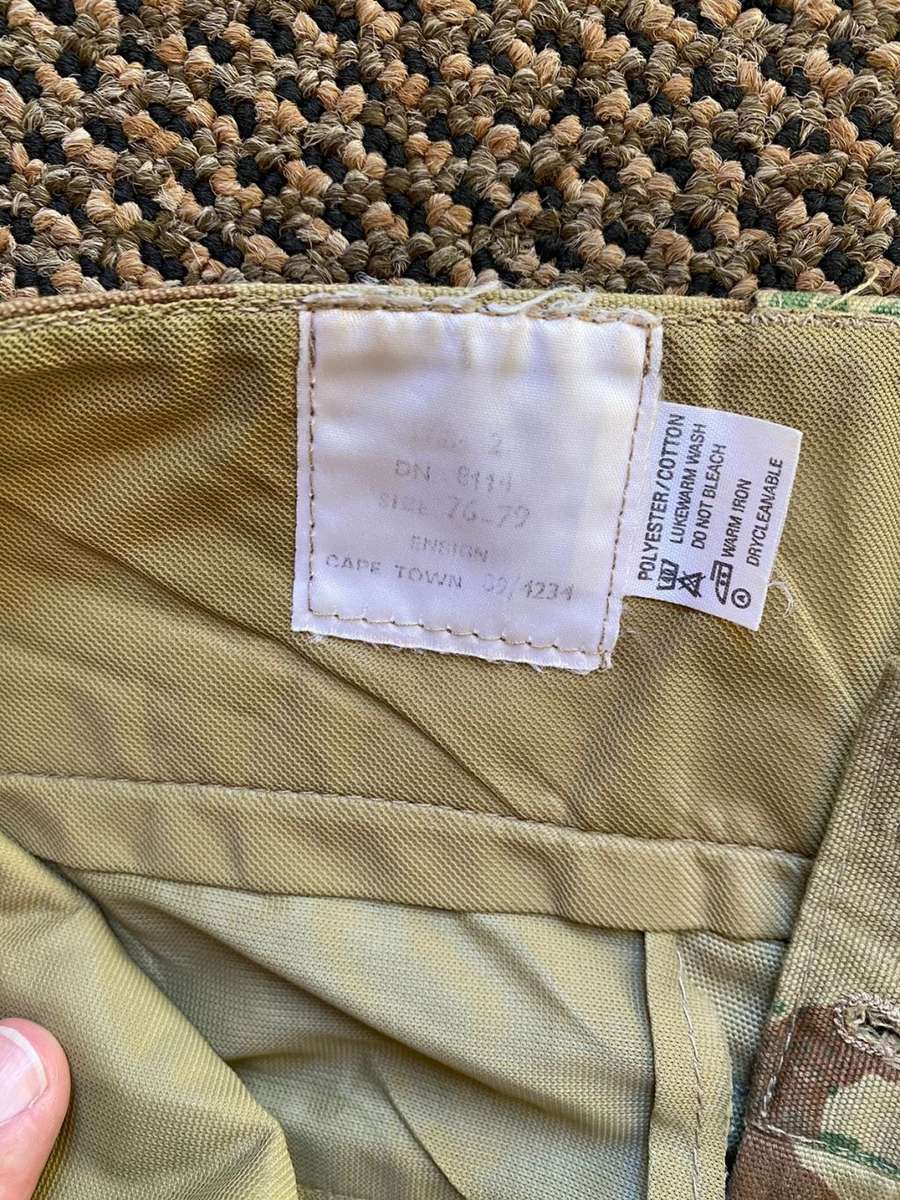 2
DN 8114
SIZE 76-79
ENSIGN
CAPE TOWN 89/4234
POLYESTER/COTTON
LUKEWARM WASH
DO NOT BLEACH
WARM IRON
A
DRYCLEANABLE